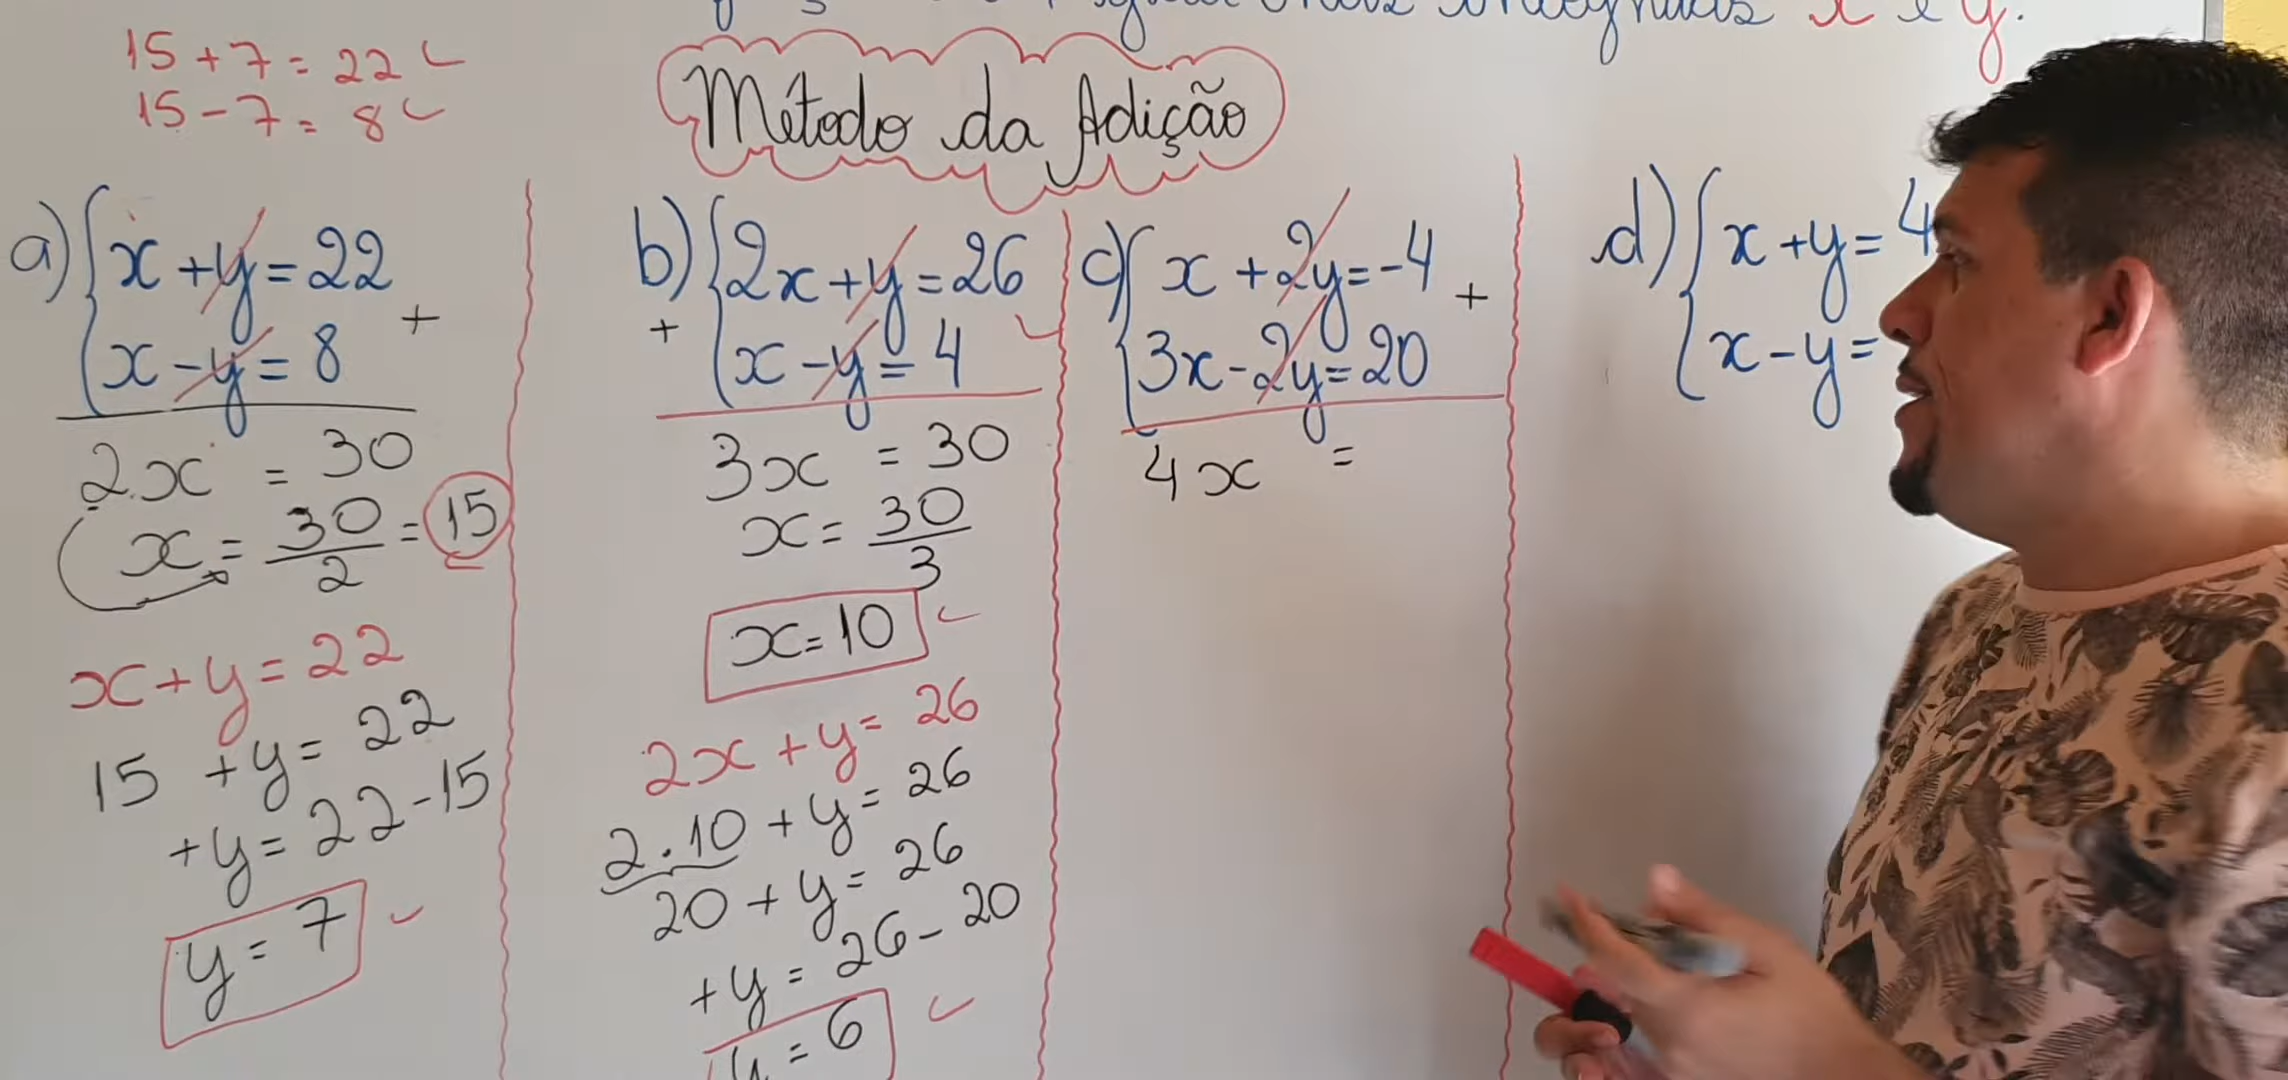 x e y.
15 + 7 = 22
15 - 7 = 8
Método da Adição
a) x + y = 22
x - y = 8
+
2x = 30
x = 30/2 = 15
x + y = 22
15 + y = 22
+ y = 22 - 15
y = 7
b) 2x + y = 26
+ x - y = 4
3x = 30
x = 30/3
x = 10
2x + y = 26
2 . 10 + y = 26
20 + y = 26
+ y = 26 - 20
y = 6
c) x + 2y = -4
3x - 2y = 20
+
4x =
d) x + y = 4
x - y =